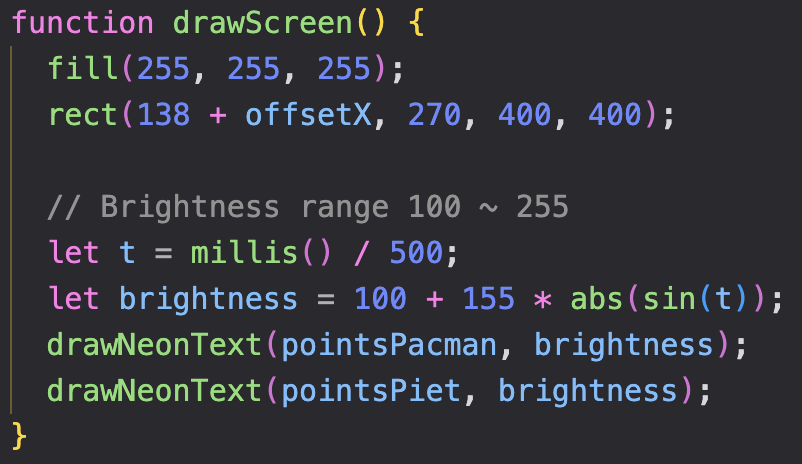 function drawScreen() {
  fill(255, 255, 255);
  rect(138 + offsetX, 270, 400, 400);

  // Brightness range 100 ~ 255
  let t = millis() / 500;
  let brightness = 100 + 155 * abs(sin(t));
  drawNeonText(pointsPacman, brightness);
  drawNeonText(pointsPiet, brightness);
}